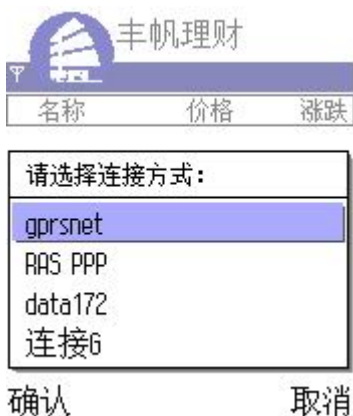 丰帆理财
名称 价格 涨跌
请选择连接方式：
gprsnet
RAS PPP
data172
连接6
确认 取消